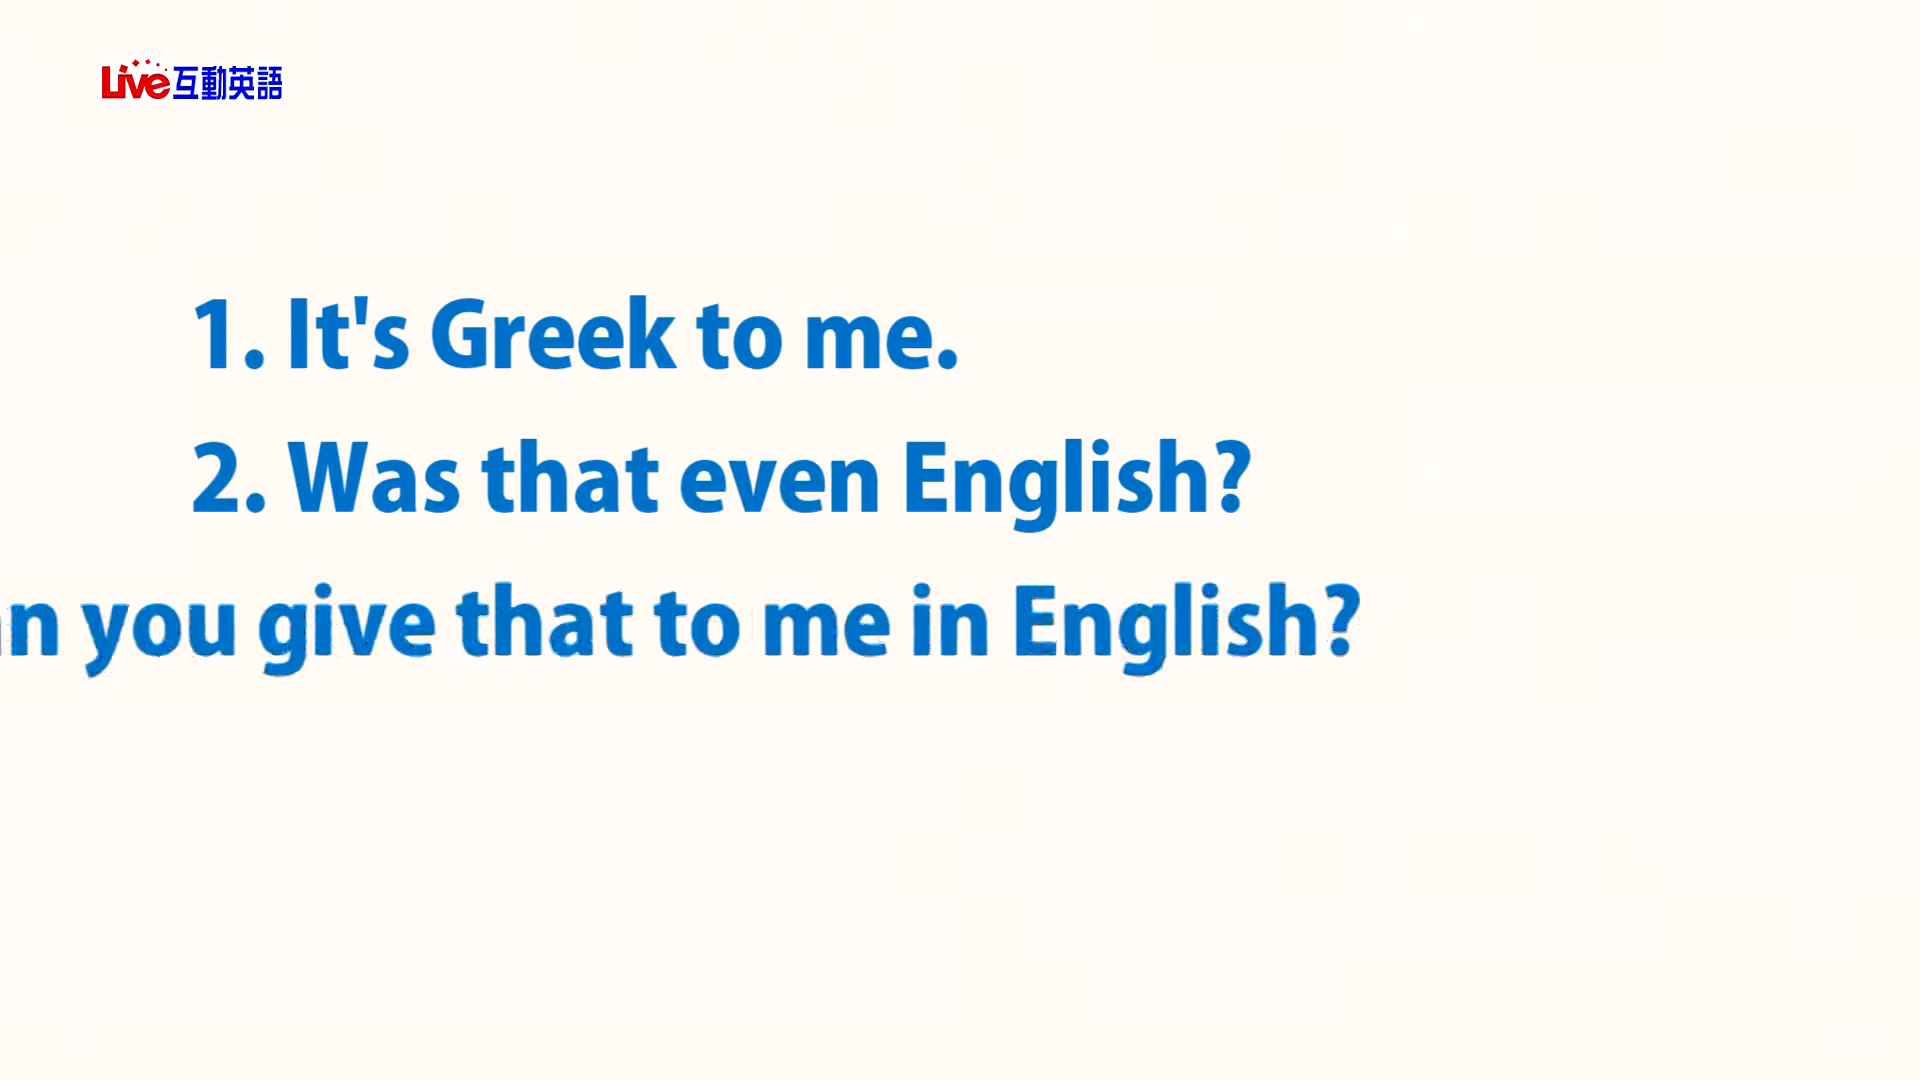 Live互動英語
1. It's Greek to me.
2. Was that even English?
you give that to me in English?